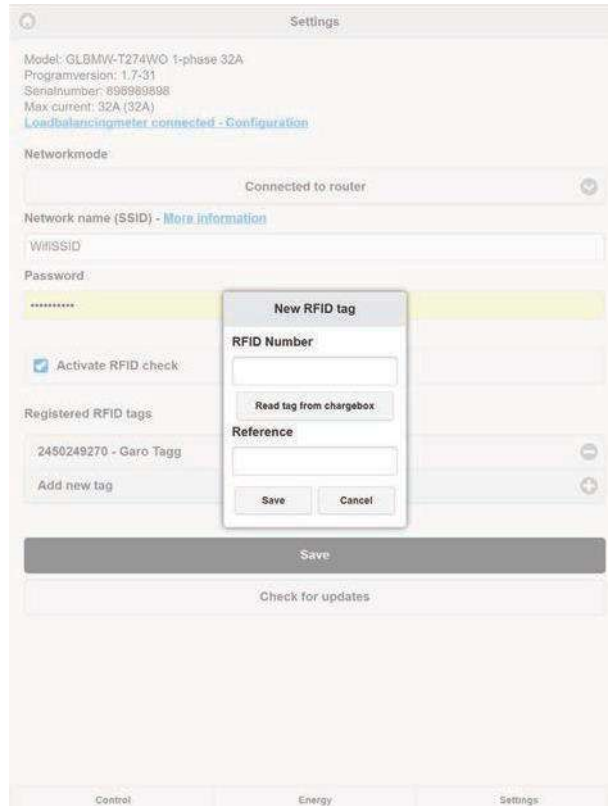 Settings
Model: GLBMW-T274WO 1-phase 32A
Programversion: 1.7-31
Serialnumber: 898989898
Max current: 32A (32A)
Loadbalancingmeter connected - Configuration
Networkmode
Connected to router
Network name (SSID) - More information
WifiSSID
Password
••••••••••
New RFID tag
RFID Number
Activate RFID check
Read tag from chargebox
Registered RFID tags
Reference
2450249270 - Garo Tagg
Add new tag
Save
Cancel
Save
Check for updates
Control
Energy
Settings